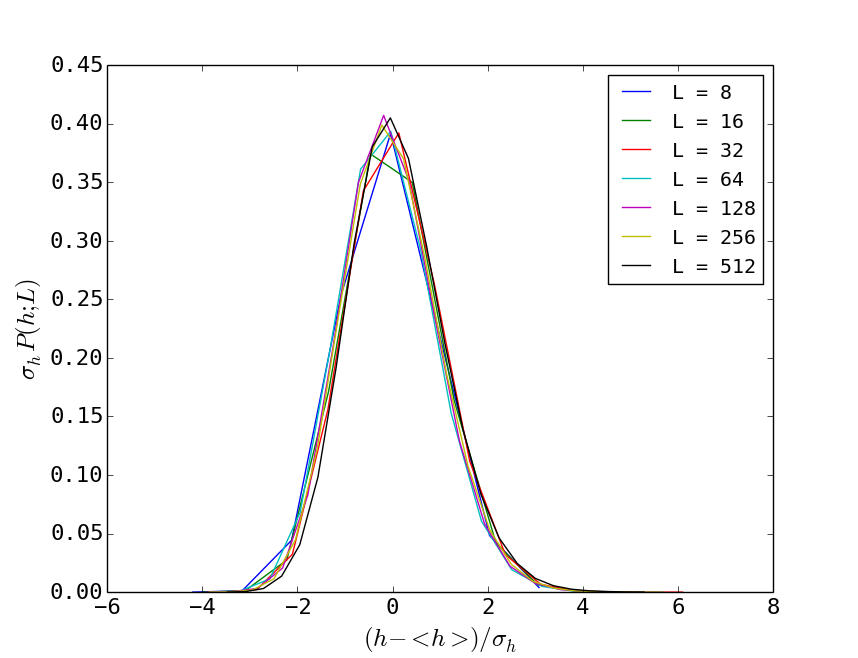 0.45
0.40
0.35
0.30
0.25
0.20
0.15
0.10
0.05
0.00
−6 −4 −2 0 2 4 6 8
σ_h P(h;L)
(h−<h>)/σ_h
L = 8
L = 16
L = 32
L = 64
L = 128
L = 256
L = 512